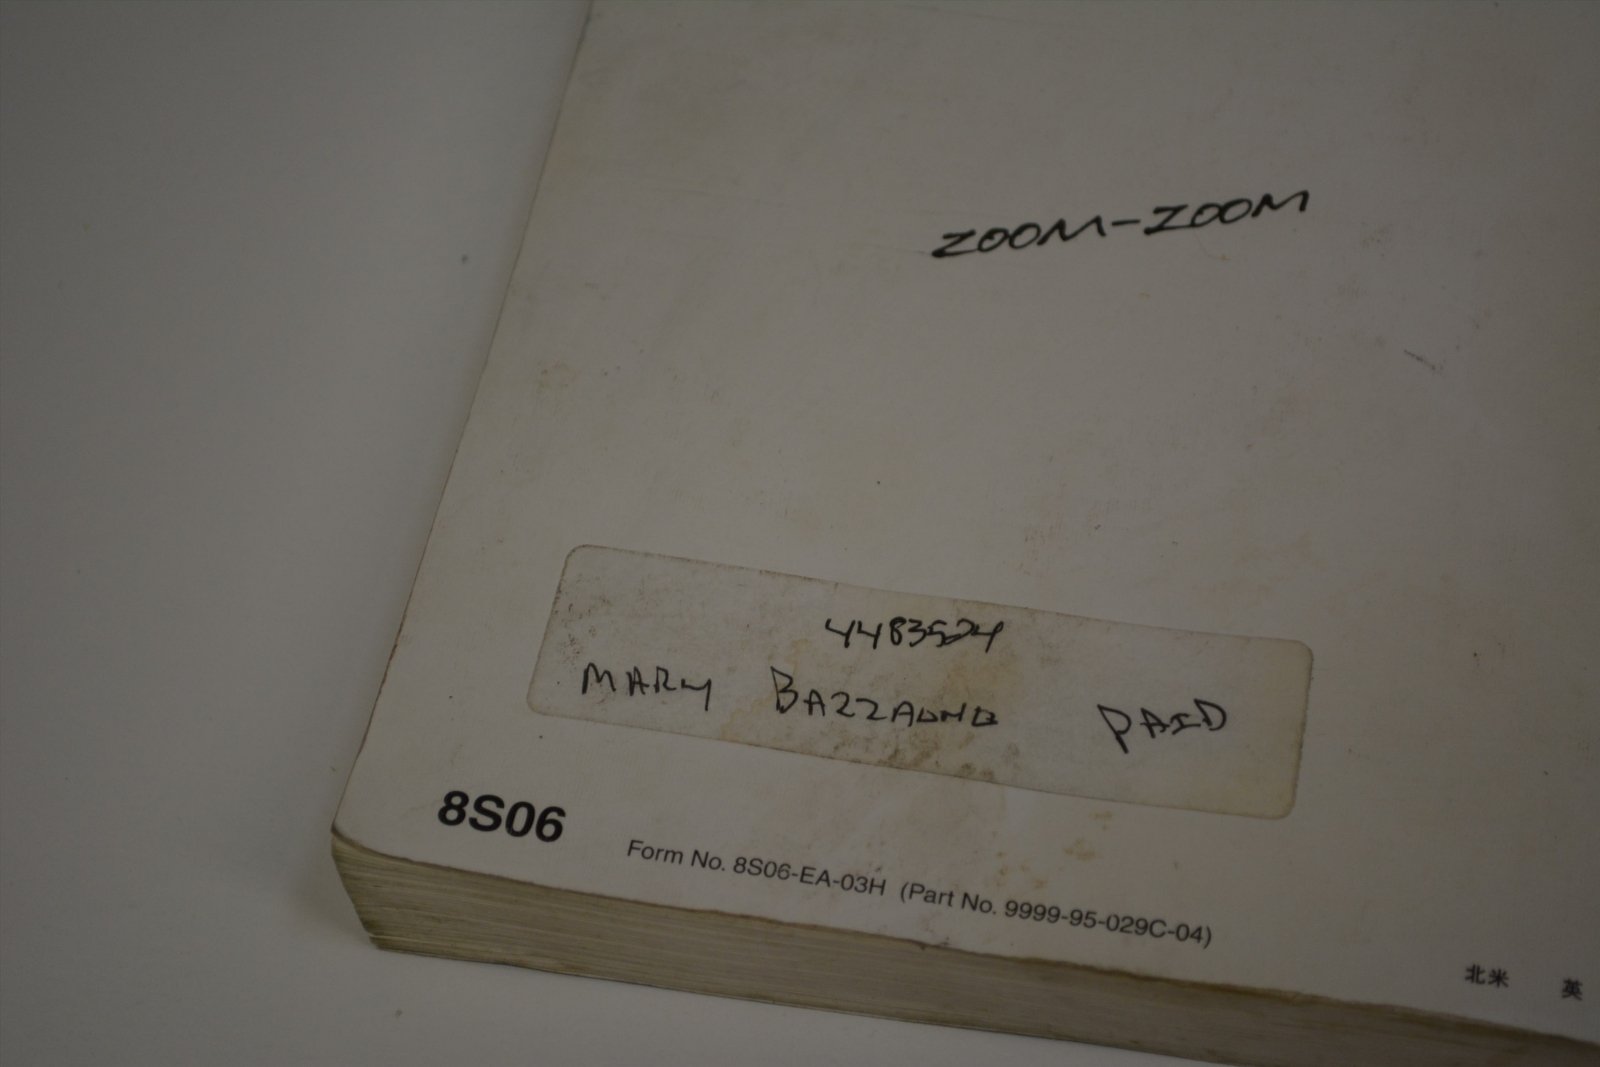 ZOOM-ZOOM
4483524
MARY PAID
8S06
Form No. 8S06-EA-03H (Part No. 9999-95-029C-04)
北米 英